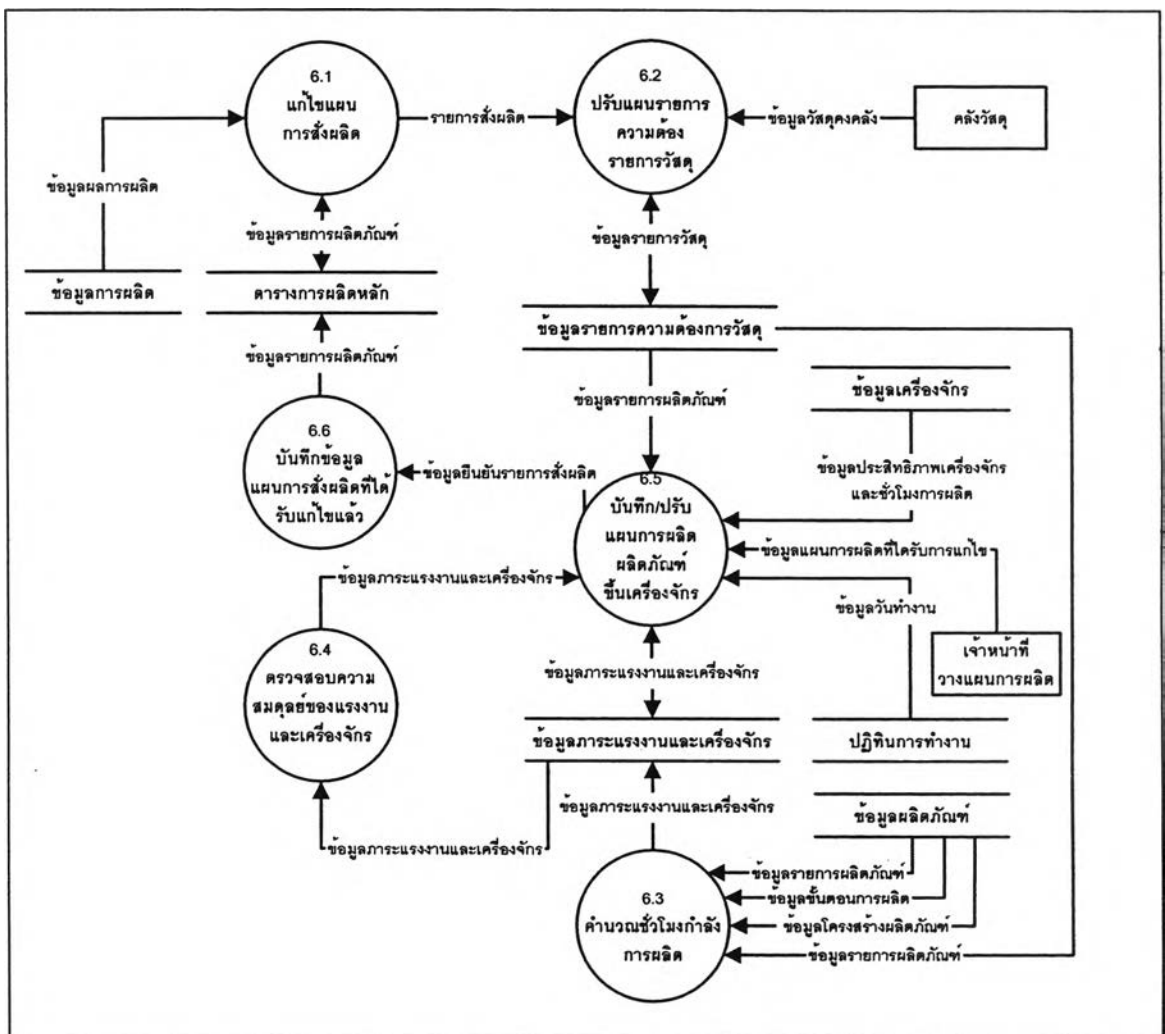 6.1
แก้ไขแผน
การสั่งผลิต
รายการสั่งผลิต
6.2
ปรับแผนรายการ
ความต้อง
รายการวัสดุ
ข้อมูลวัสดุคงคลัง
คลังวัสดุ
ข้อมูลผลการผลิต
ข้อมูลรายการผลิตภัณฑ์
ข้อมูลรายการวัสดุ
ข้อมูลการผลิต
ตารางการผลิตหลัก
ข้อมูลรายการความต้องการวัสดุ
ข้อมูลรายการผลิตภัณฑ์
ข้อมูลรายการผลิตภัณฑ์
ข้อมูลเครื่องจักร
6.6
บันทึกข้อมูล
แผนการสั่งผลิตที่ได้
รับแก้ไขแล้ว
ข้อมูลยืนยันรายการสั่งผลิต
ข้อมูลประสิทธิภาพเครื่องจักร
และชั่วโมงการผลิต
6.5
บันทึก/ปรับ
แผนการผลิต
ผลิตภัณฑ์
ขึ้นเครื่องจักร
ข้อมูลแผนการผลิตที่ใดรับการแก้ไข
ข้อมูลภาระแรงงานและเครื่องจักร
ข้อมูลวันทำงาน
เจ้าหน้าที่
วางแผนการผลิต
6.4
ตรวจสอบความ
สมดุลย์ของแรงงาน
และเครื่องจักร
ข้อมูลภาระแรงงานและเครื่องจักร
ข้อมูลภาระแรงงานและเครื่องจักร
ปฏิทินการทำงาน
ข้อมูลภาระแรงงานและเครื่องจักร
ข้อมูลผลิตภัณฑ์
ข้อมูลภาระแรงงานและเครื่องจักร
ข้อมูลรายการผลิตภัณฑ์
ข้อมูลขั้นตอนการผลิต
6.3
คำนวณชั่วโมงกำลัง
การผลิต
ข้อมูลโครงสร้างผลิตภัณฑ์
ข้อมูลรายการผลิตภัณฑ์